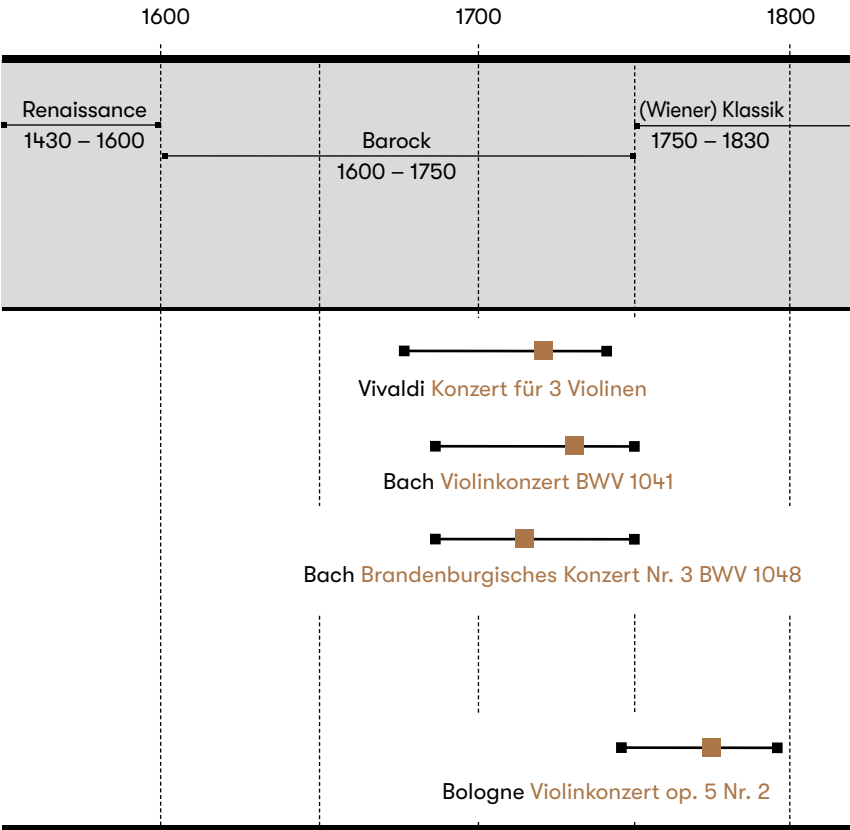 1600 1700 1800
Renaissance
1430 – 1600
Barock
1600 – 1750
(Wiener) Klassik
1750 – 1830
Vivaldi Konzert für 3 Violinen
Bach Violinkonzert BWV 1041
Bach Brandenburgisches Konzert Nr. 3 BWV 1048
Bologne Violinkonzert op. 5 Nr. 2